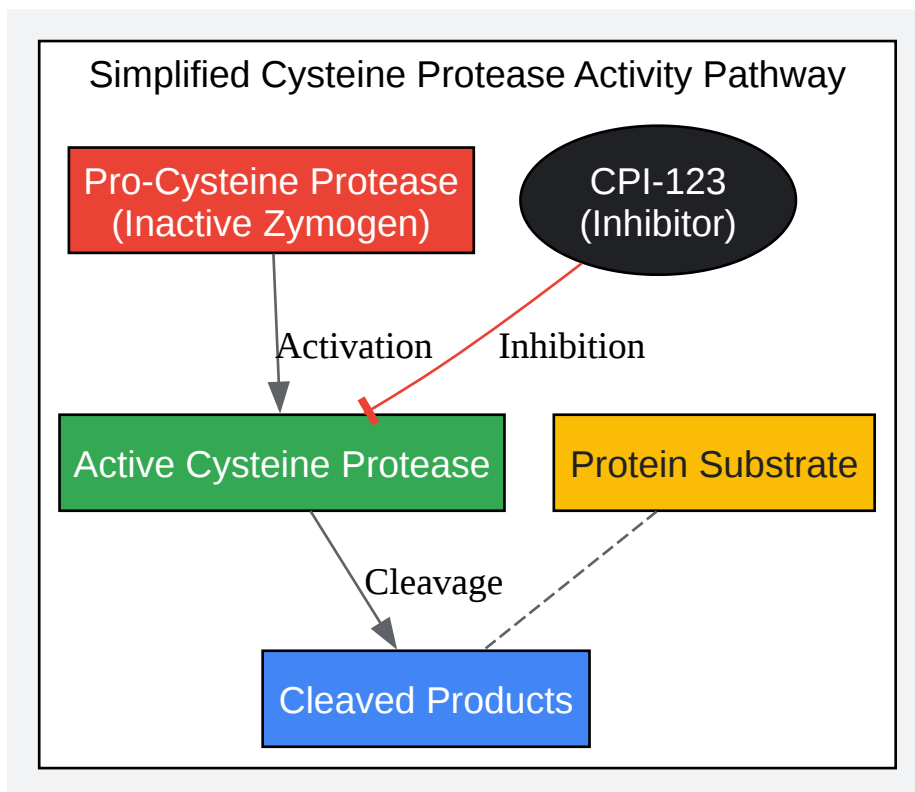 Simplified Cysteine Protease Activity Pathway
Pro-Cysteine Protease
(Inactive Zymogen)
CPI-123
(Inhibitor)
Activation
Inhibition
Active Cysteine Protease
Protein Substrate
Cleavage
Cleaved Products